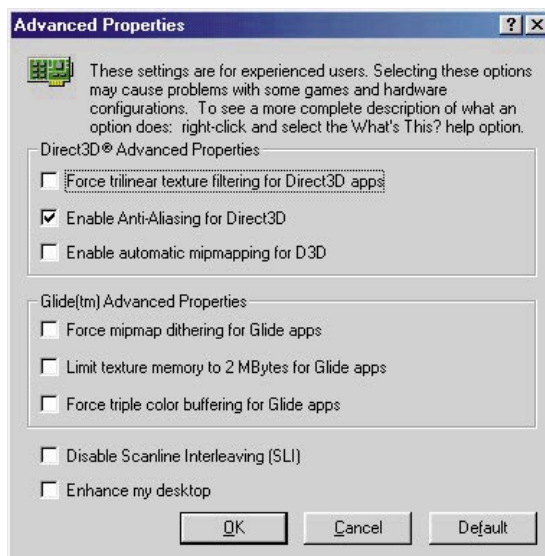 Advanced Properties
These settings are for experienced users. Selecting these options
may cause problems with some games and hardware
configurations. To see a more complete description of what an
option does: right-click and select the What's This? help option.
Direct3D® Advanced Properties
Force trilinear texture filtering for Direct3D apps
Enable Anti-Aliasing for Direct3D
Enable automatic mipmapping for D3D
Glide(tm) Advanced Properties
Force mipmap dithering for Glide apps
Limit texture memory to 2 MBytes for Glide apps
Force triple color buffering for Glide apps
Disable Scanline Interleaving (SLI)
Enhance my desktop
OK Cancel Default